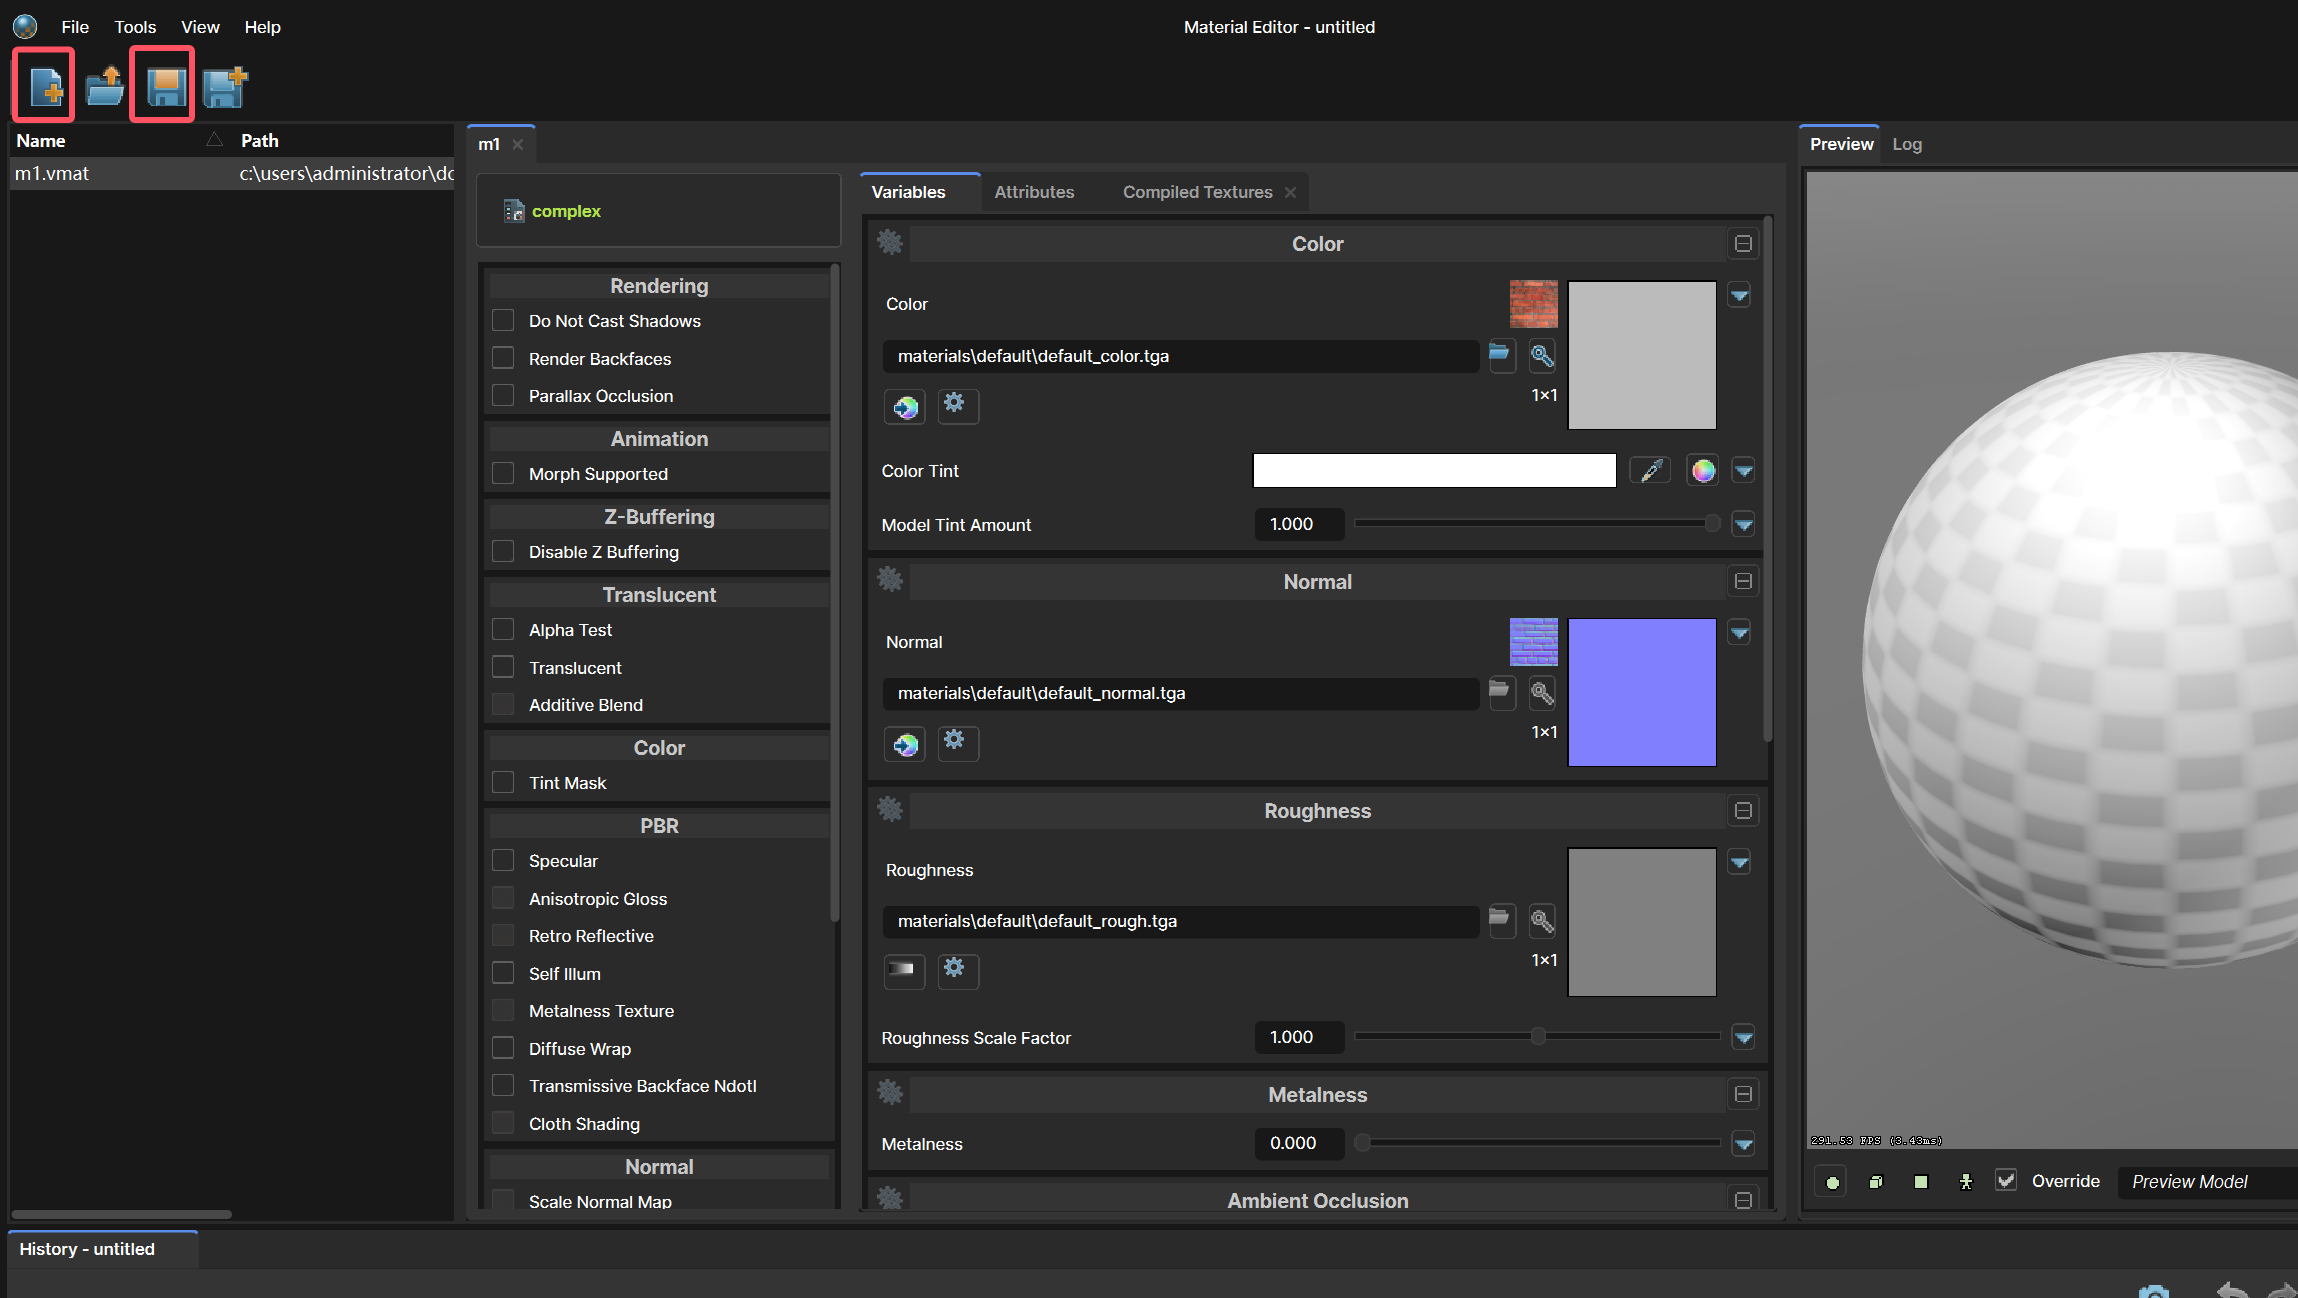 File Tools View Help
Material Editor - untitled
Name Path
m1.vmat c:\users\administrator\dc
m1
complex
Rendering
Do Not Cast Shadows
Render Backfaces
Parallax Occlusion
Animation
Morph Supported
Z-Buffering
Disable Z Buffering
Translucent
Alpha Test
Translucent
Additive Blend
Color
Tint Mask
PBR
Specular
Anisotropic Gloss
Retro Reflective
Self Illum
Metalness Texture
Diffuse Wrap
Transmissive Backface Ndotl
Cloth Shading
Normal
Scale Normal Map
Variables Attributes Compiled Textures
Color
Color
materials\default\default_color.tga
1×1
Color Tint
Model Tint Amount 1.000
Normal
Normal
materials\default\default_normal.tga
1×1
Roughness
Roughness
materials\default\default_rough.tga
1×1
Roughness Scale Factor 1.000
Metalness
Metalness 0.000
Ambient Occlusion
Preview Log
291.53 FPS (3.43ms)
Override Preview Model
History - untitled